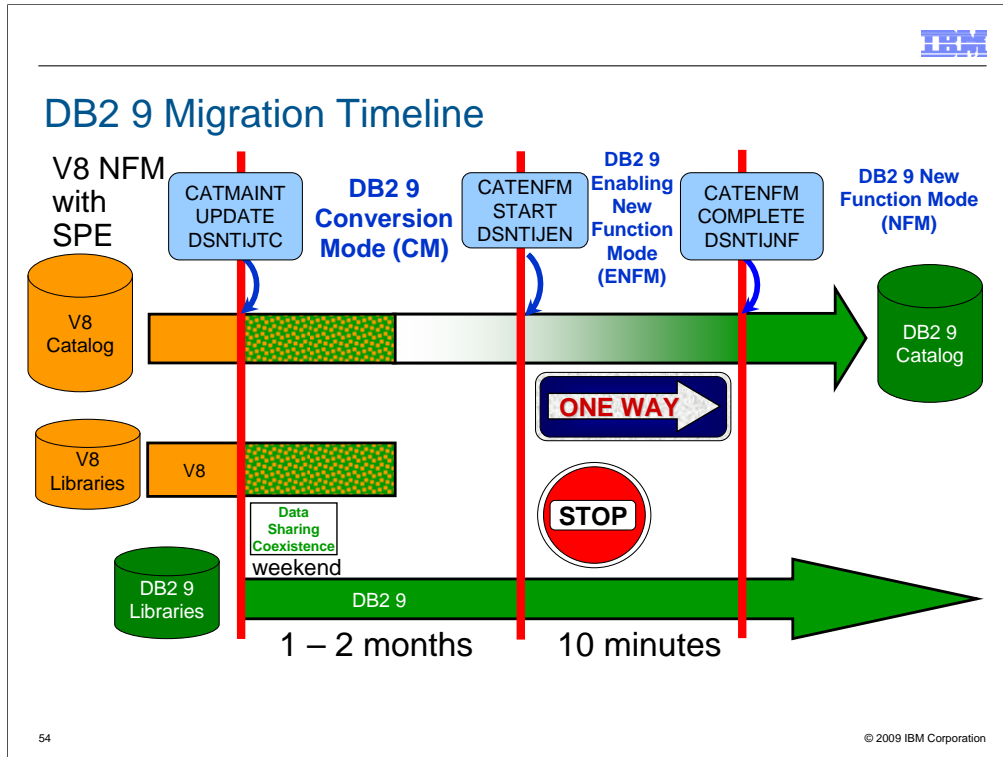 IBM
DB2 9 Migration Timeline
V8 NFM
with
SPE
CATMAINT
UPDATE
DSNTIJTC
DB2 9
Conversion
Mode (CM)
CATENFM
START
DSNTIJEN
DB2 9
Enabling
New
Function
Mode
(ENFM)
CATENFM
COMPLETE
DSNTIJNF
DB2 9 New
Function Mode
(NFM)
V8
Catalog
DB2 9
Catalog
ONE WAY
V8
Libraries
V8
STOP
Data
Sharing
Coexistence
weekend
DB2 9
Libraries
DB2 9
1 – 2 months
10 minutes
54
© 2009 IBM Corporation